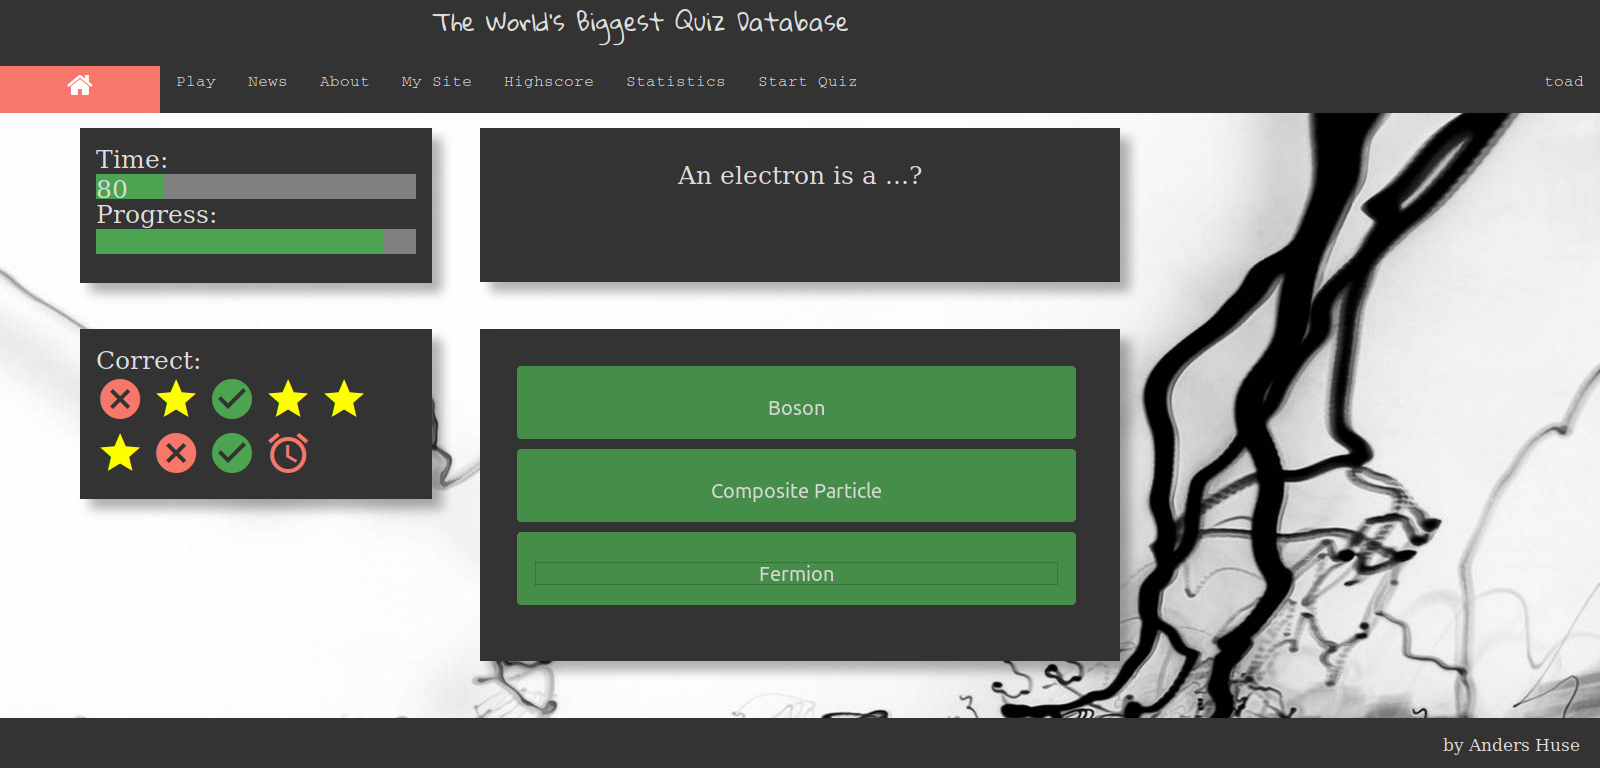 The World's Biggest Quiz Database
Play News About My Site Highscore Statistics Start Quiz toad
Time:
80
Progress:
An electron is a ...?
Correct:
Boson
Composite Particle
Fermion
by Anders Huse